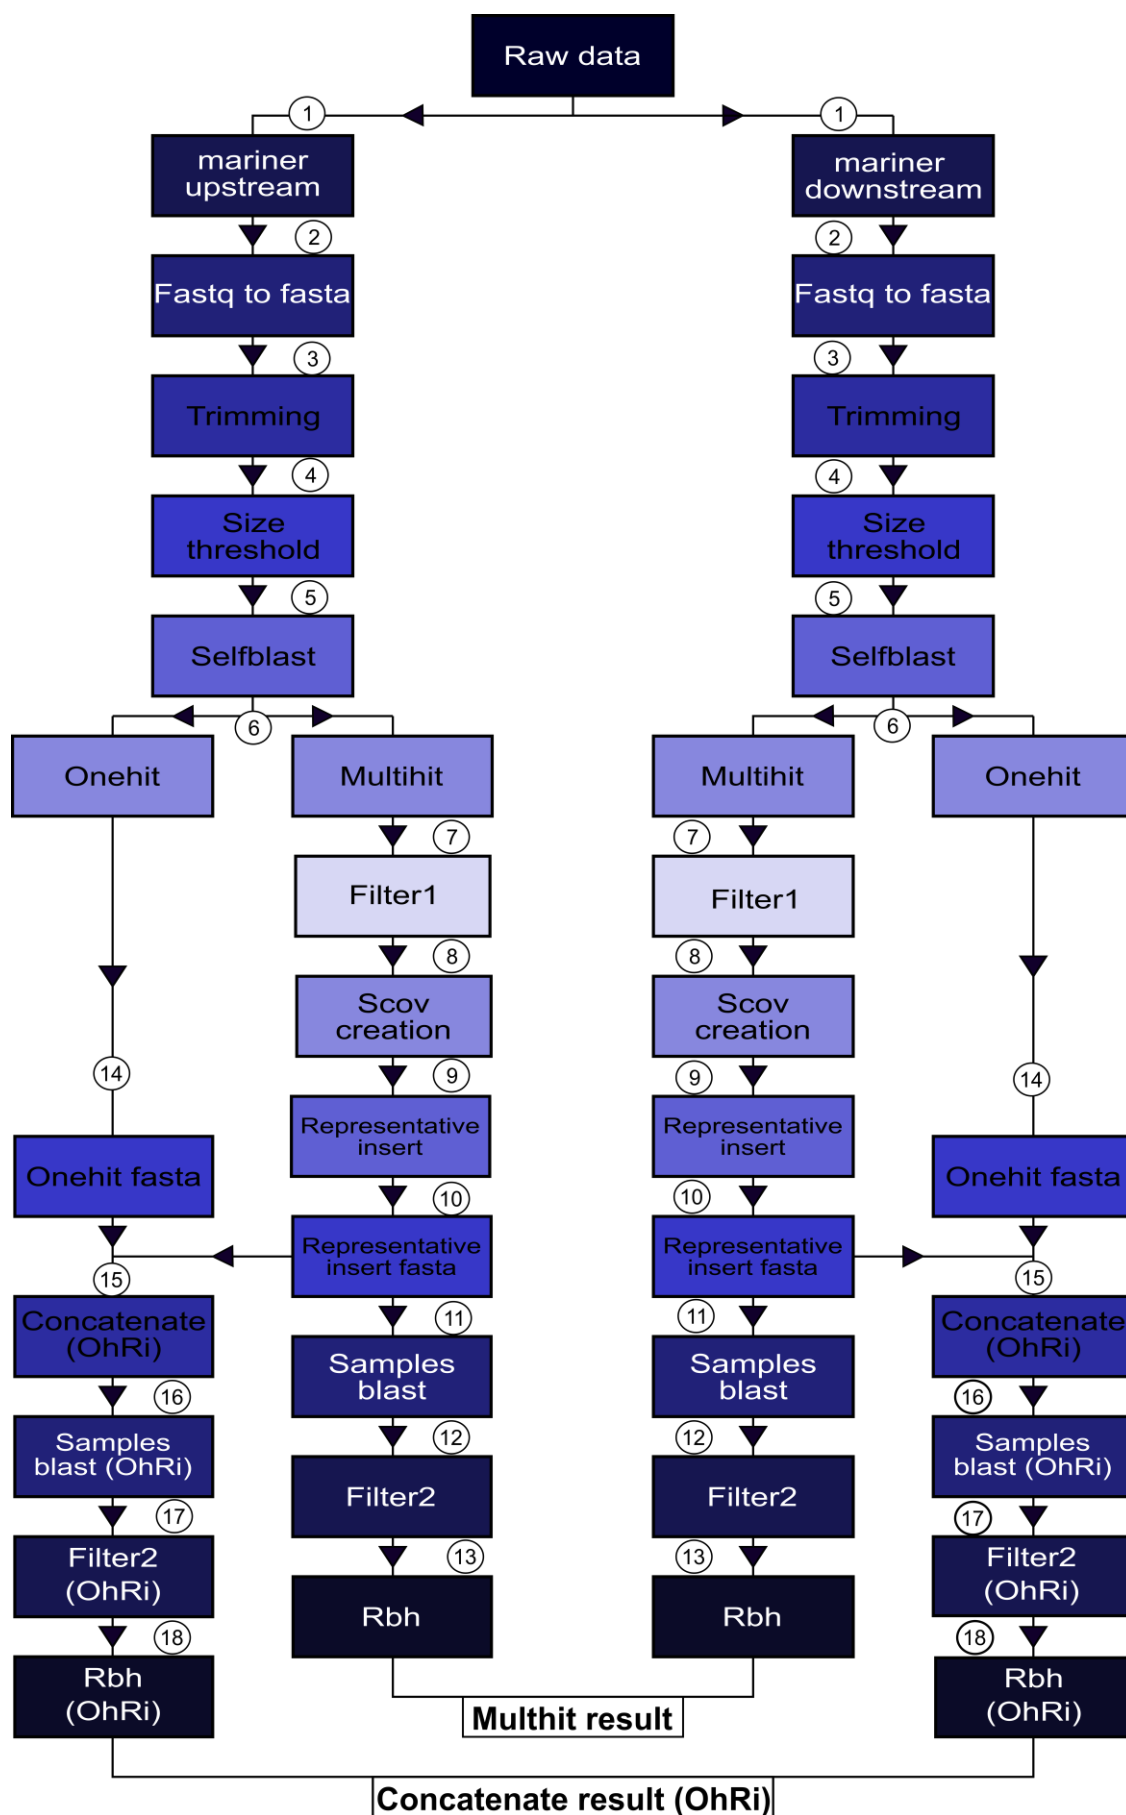 Raw data
1
1
mariner
upstream
mariner
downstream
2
2
Fastq to fasta
Fastq to fasta
3
3
Trimming
Trimming
4
4
Size
threshold
Size
threshold
5
5
Selfblast
Selfblast
6
6
Onehit
Multihit
Multihit
Onehit
7
7
Filter1
Filter1
8
8
Scov
creation
Scov
creation
14
9
9
14
Representative
insert
Representative
insert
Onehit fasta
10
10
Onehit fasta
Representative
insert fasta
Representative
insert fasta
15
15
Concatenate
(OhRi)
11
11
Concatenate
(OhRi)
Samples
blast
Samples
blast
16
16
Samples
blast (OhRi)
12
12
Samples
blast (OhRi)
Filter2
Filter2
17
17
Filter2
(OhRi)
13
13
Filter2
(OhRi)
Rbh
Rbh
18
18
Rbh
(OhRi)
Rbh
(OhRi)
Multhit result
Concatenate result (OhRi)